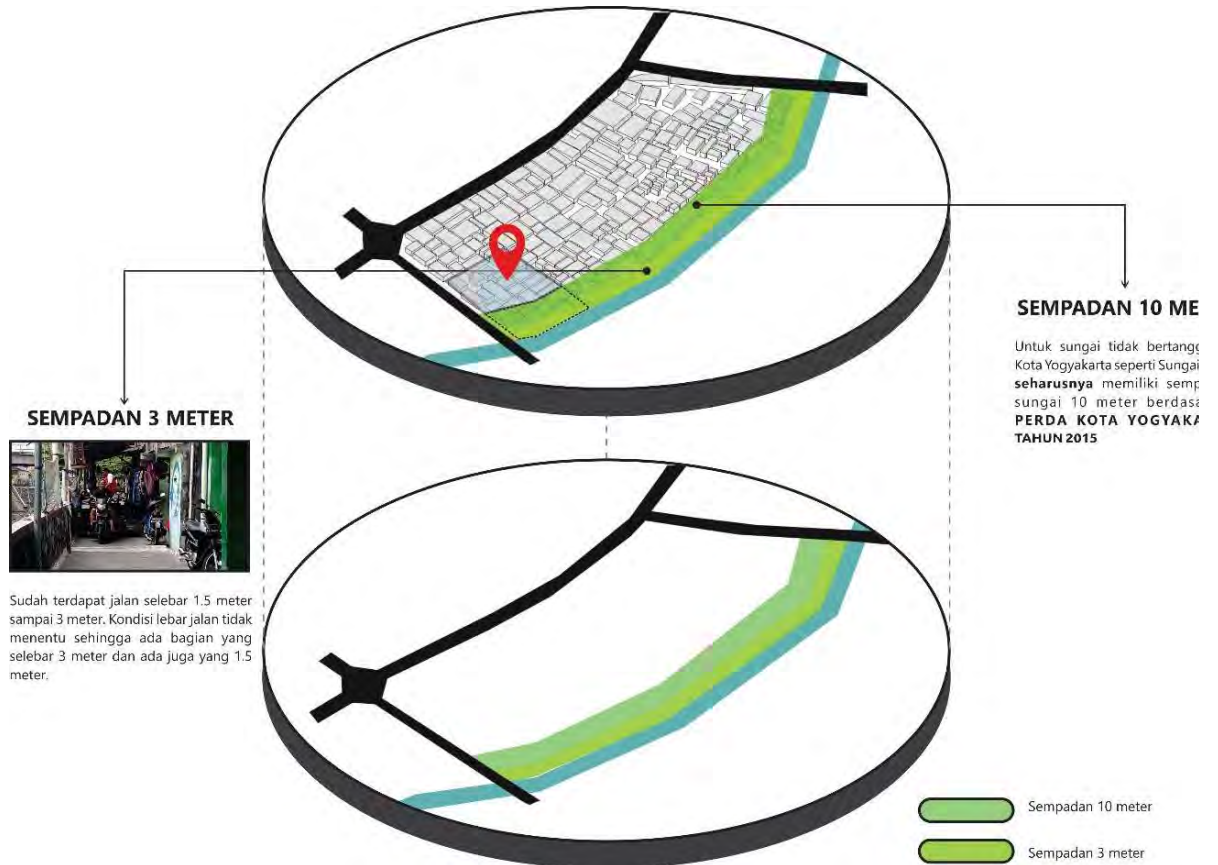 SEMPADAN 10 ME
Untuk sungai tidak bertangg
Kota Yogyakarta seperti Sungai
seharusnya memiliki semp
sungai 10 meter berdasa
PERDA KOTA YOGYAKA
TAHUN 2015
SEMPADAN 3 METER
Sudah terdapat jalan selebar 1.5 meter
sampai 3 meter. Kondisi lebar jalan tidak
menentu sehingga ada bagian yang
selebar 3 meter dan ada juga yang 1.5
meter.
Sempadan 10 meter
Sempadan 3 meter